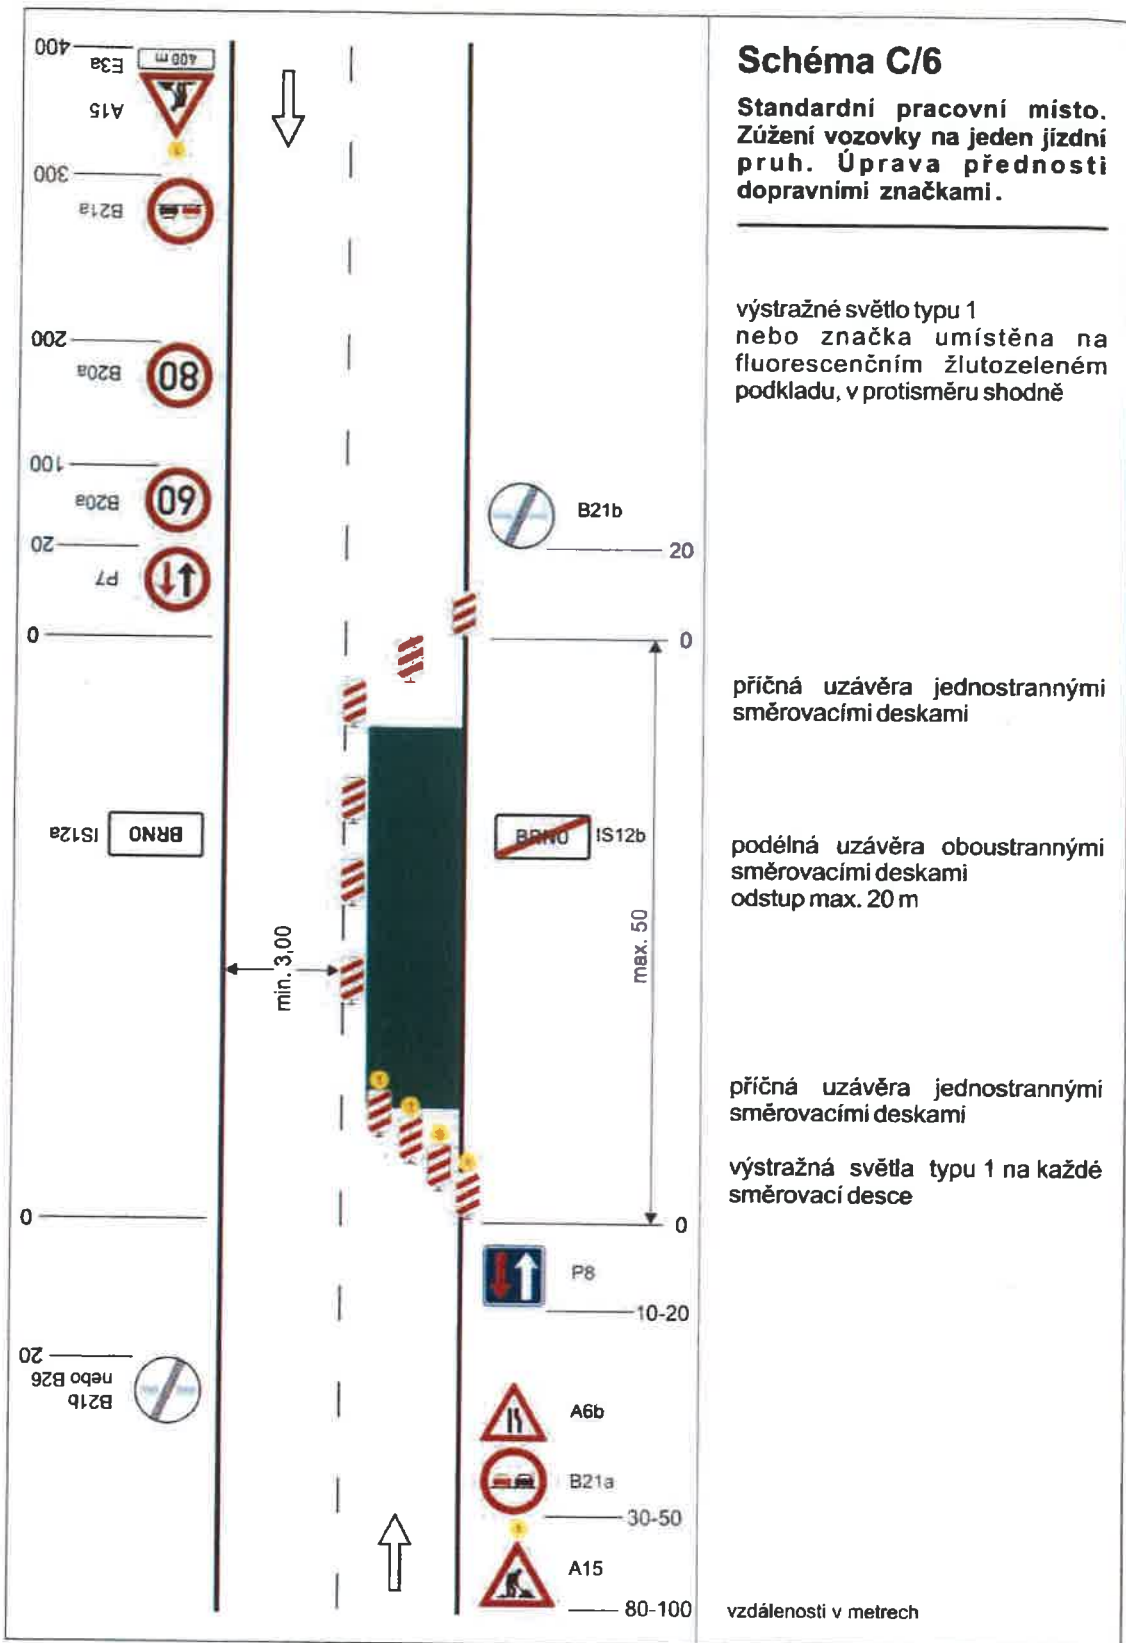 Schéma C/6
Standardní pracovní místo.
Zúžení vozovky na jeden jízdní
pruh. Úprava přednosti
dopravními značkami.
výstražné světlo typu 1
nebo značka umístěna na
fluorescenčním žlutozeleném
podkladu, v protisměru shodně
příčná uzávěra jednostrannými
směrovacími deskami
podélná uzávěra oboustrannými
směrovacími deskami
odstup max. 20 m
příčná uzávěra jednostrannými
směrovacími deskami
výstražná světla typu 1 na každé
směrovací desce
vzdálenosti v metrech
400
E3a
400 m
A15
300
B21a
200
B20a
80
100
B20a
60
20
P7
0
IS12a
BRNO
min. 3,00
0
20
B21b
nebo B26
B21b
20
0
BRNO
IS12b
max. 50
0
P8
10-20
A6b
B21a
30-50
A15
80-100